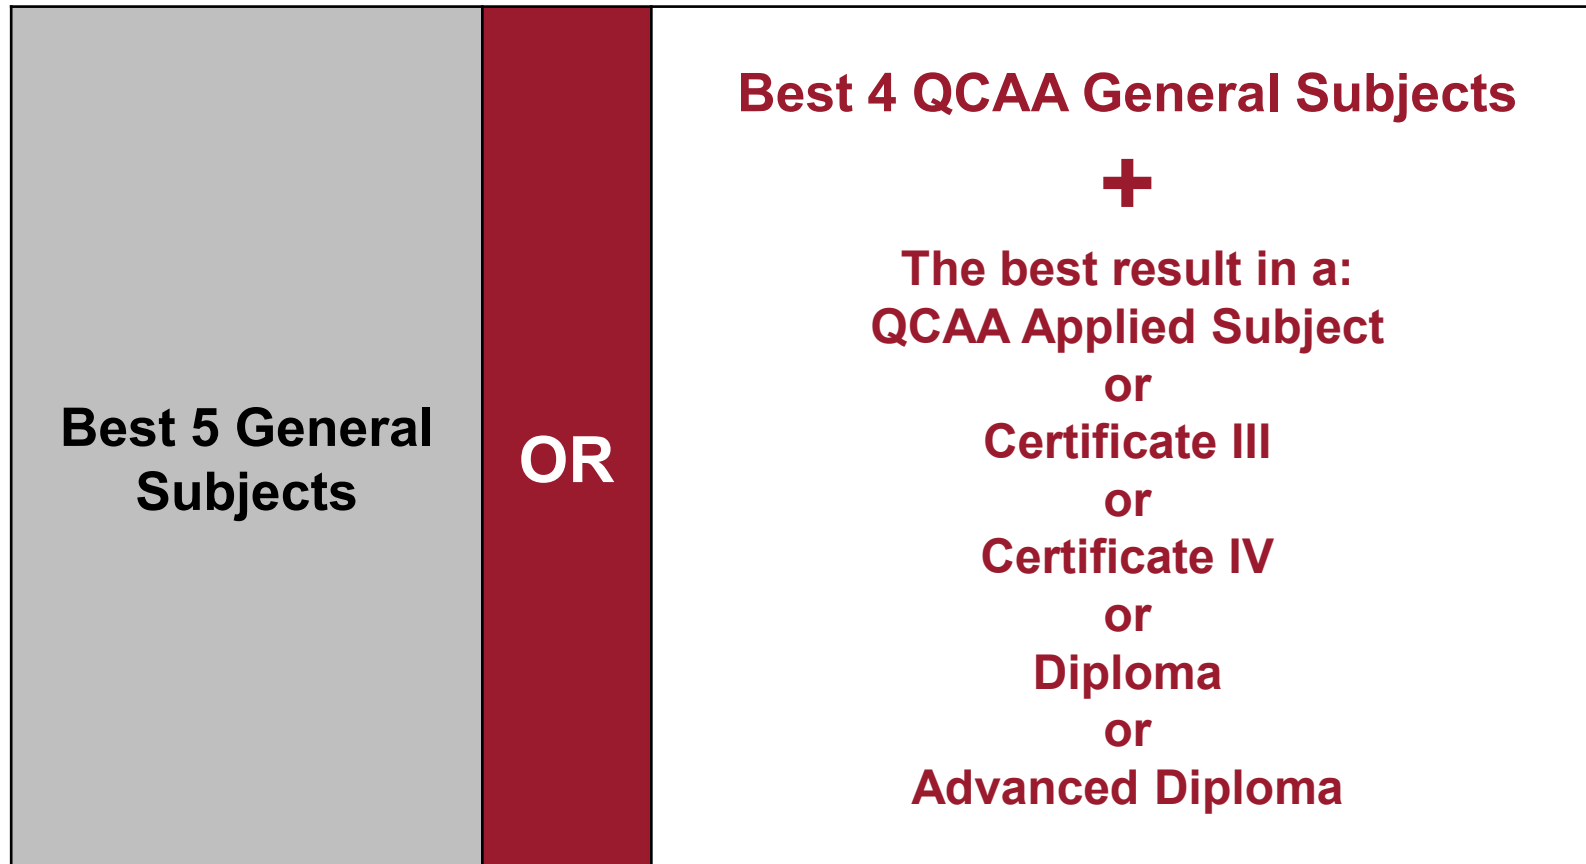 Best 5 General
Subjects
OR
Best 4 QCAA General Subjects
+
The best result in a:
QCAA Applied Subject
or
Certificate III
or
Certificate IV
or
Diploma
or
Advanced Diploma